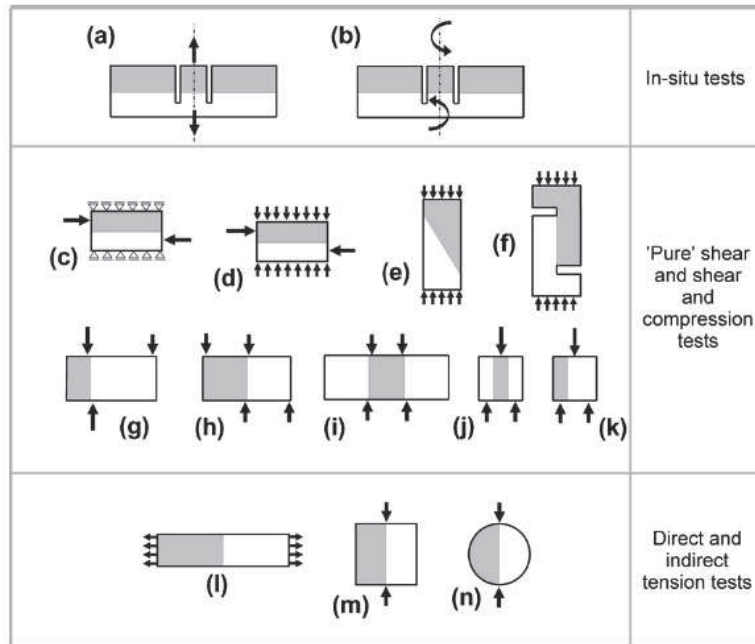 (a)
(b)
In-situ tests
(c)
(d)
(e)
(f)
'Pure' shear
and shear
and
compression
tests
(g)
(h)
(i)
(j)
(k)
(l)
(m)
(n)
Direct and
indirect
tension tests